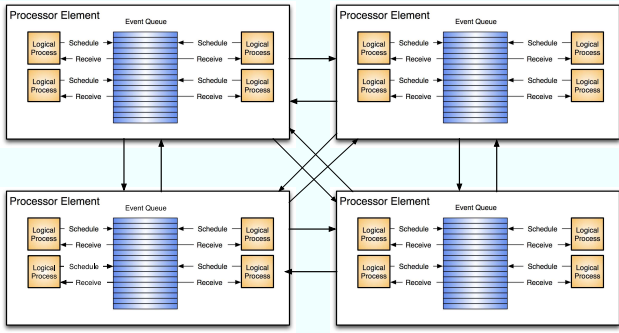 Processor Element
Event Queue
Logical Process
Schedule
Schedule
Logical Process
Receive
Receive
Logical Process
Schedule
Schedule
Logical Process
Receive
Receive
Processor Element
Event Queue
Logical Process
Schedule
Schedule
Logical Process
Receive
Receive
Logical Process
Schedule
Schedule
Logical Process
Receive
Receive
Processor Element
Event Queue
Logical Process
Schedule
Schedule
Logical Process
Receive
Receive
Logical Process
Schedule
Schedule
Logical Process
Receive
Receive
Processor Element
Event Queue
Logical Process
Schedule
Schedule
Logical Process
Receive
Receive
Logical Process
Schedule
Schedule
Logical Process
Receive
Receive